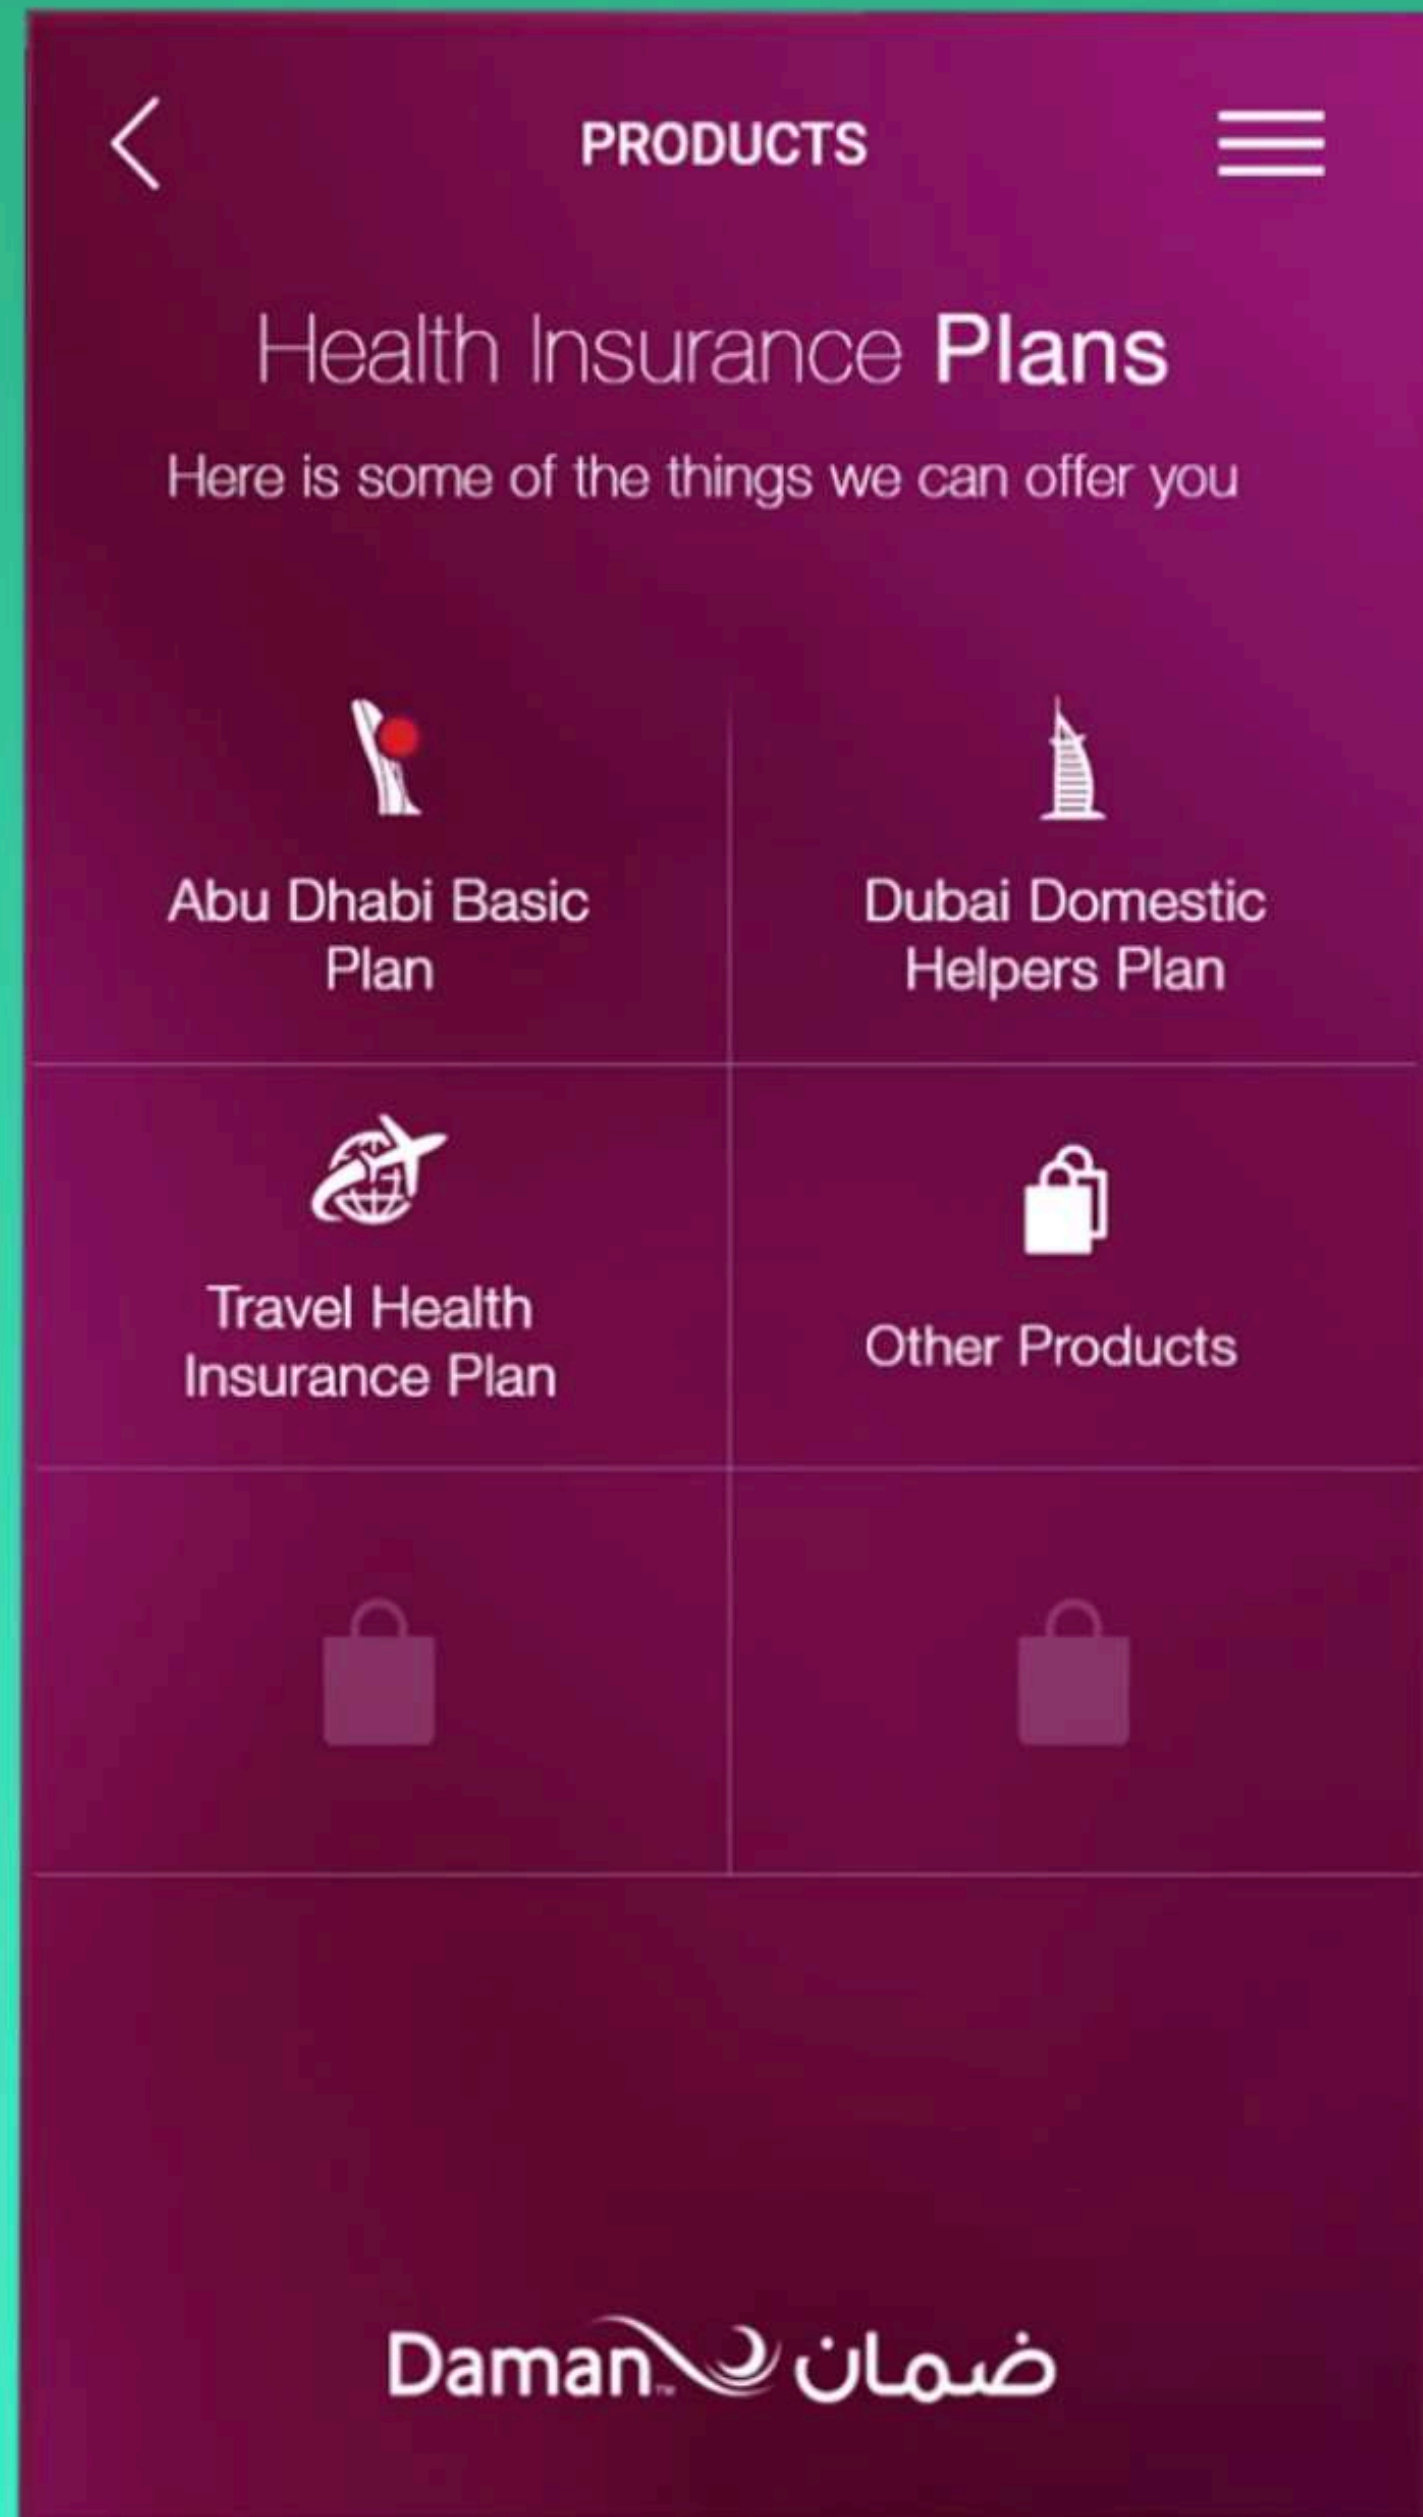 PRODUCTS
Health Insurance Plans
Here is some of the things we can offer you
Abu Dhabi Basic
Plan
Dubai Domestic
Helpers Plan
Travel Health
Insurance Plan
Other Products
Daman™ ضمان